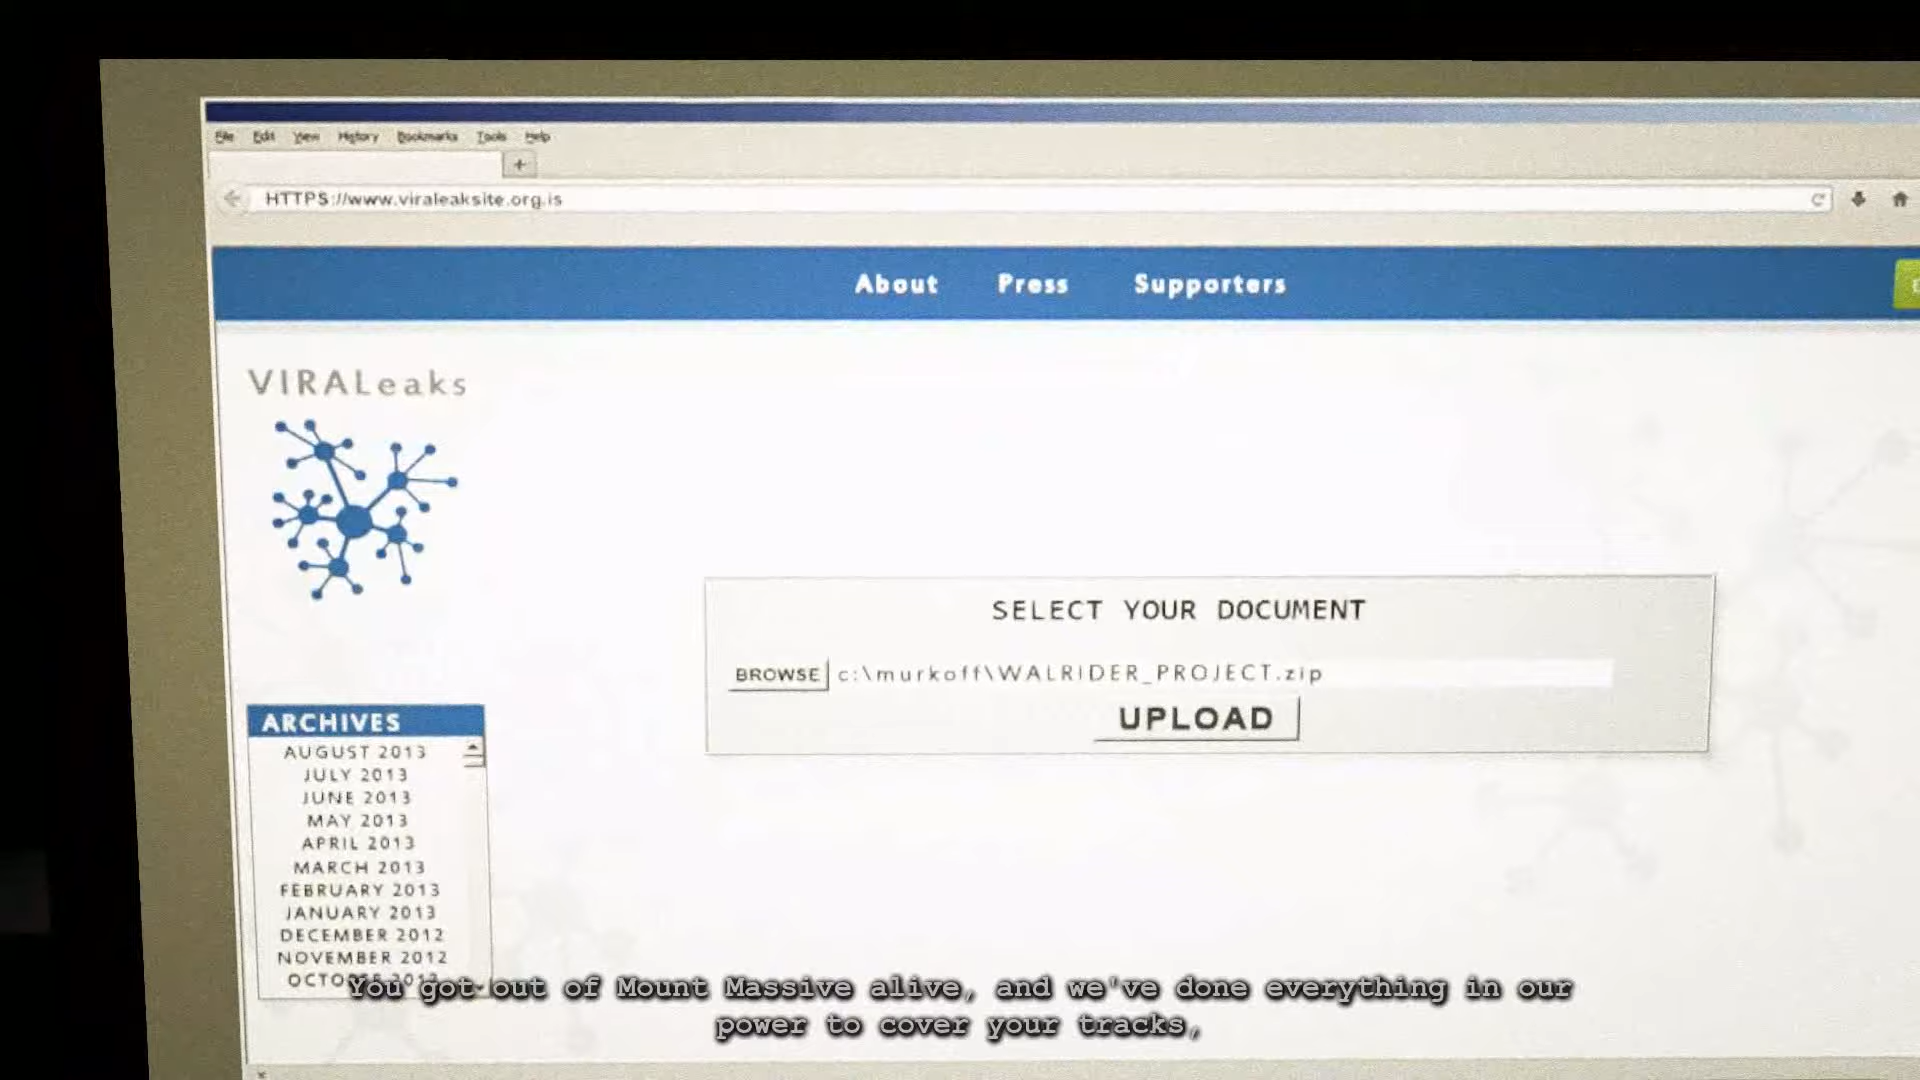 File Edit View History Bookmarks Tools Help
+
HTTPS://www.viraleaksite.org.is
About Press Supporters
VIRALeaks
SELECT YOUR DOCUMENT
BROWSE c:\murkoff\WALRIDER_PROJECT.zip
UPLOAD
ARCHIVES
AUGUST 2013
JULY 2013
JUNE 2013
MAY 2013
APRIL 2013
MARCH 2013
FEBRUARY 2013
JANUARY 2013
DECEMBER 2012
NOVEMBER 2012
OCTOBER 2012
You got out of Mount Massive alive, and we've done everything in our
power to cover your tracks,